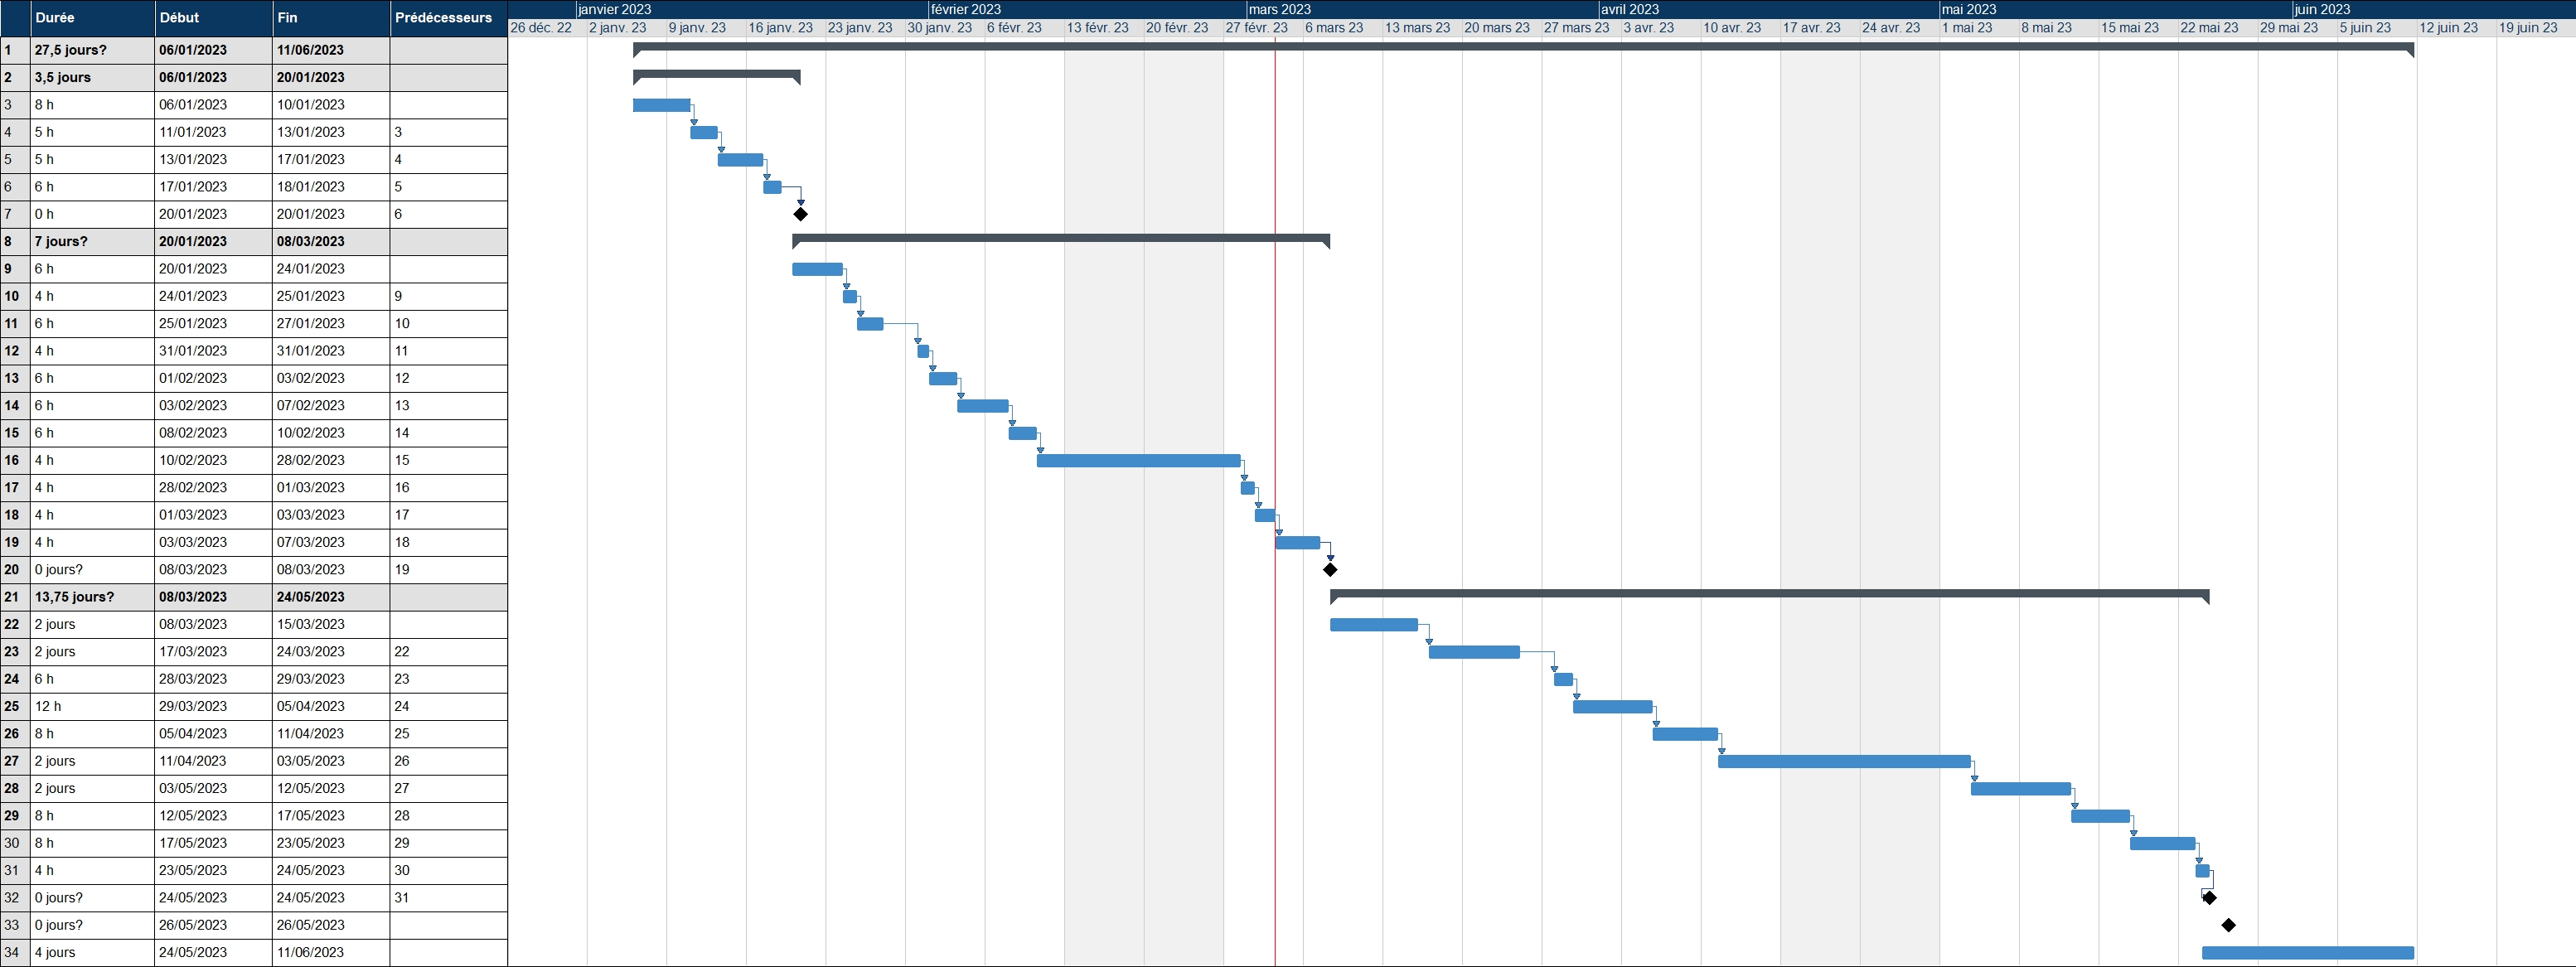 Durée Début Fin Prédécesseurs
janvier 2023 février 2023 mars 2023 avril 2023 mai 2023 juin 2023
26 déc. 22 2 janv. 23 9 janv. 23 16 janv. 23 23 janv. 23 30 janv. 23 6 févr. 23 13 févr. 23 20 févr. 23 27 févr. 23 6 mars 23 13 mars 23 20 mars 23 27 mars 23 3 avr. 23 10 avr. 23 17 avr. 23 24 avr. 23 1 mai 23 8 mai 23 15 mai 23 22 mai 23 29 mai 23 5 juin 23 12 juin 23 19 juin 23
1 27,5 jours? 06/01/2023 11/06/2023
2 3,5 jours 06/01/2023 20/01/2023
3 8 h 06/01/2023 10/01/2023
4 5 h 11/01/2023 13/01/2023 3
5 5 h 13/01/2023 17/01/2023 4
6 6 h 17/01/2023 18/01/2023 5
7 0 h 20/01/2023 20/01/2023 6
8 7 jours? 20/01/2023 08/03/2023
9 6 h 20/01/2023 24/01/2023
10 4 h 24/01/2023 25/01/2023 9
11 6 h 25/01/2023 27/01/2023 10
12 4 h 31/01/2023 31/01/2023 11
13 6 h 01/02/2023 03/02/2023 12
14 6 h 03/02/2023 07/02/2023 13
15 6 h 08/02/2023 10/02/2023 14
16 4 h 10/02/2023 28/02/2023 15
17 4 h 28/02/2023 01/03/2023 16
18 4 h 01/03/2023 03/03/2023 17
19 4 h 03/03/2023 07/03/2023 18
20 0 jours? 08/03/2023 08/03/2023 19
21 13,75 jours? 08/03/2023 24/05/2023
22 2 jours 08/03/2023 15/03/2023
23 2 jours 17/03/2023 24/03/2023 22
24 6 h 28/03/2023 29/03/2023 23
25 12 h 29/03/2023 05/04/2023 24
26 8 h 05/04/2023 11/04/2023 25
27 2 jours 11/04/2023 03/05/2023 26
28 2 jours 03/05/2023 12/05/2023 27
29 8 h 12/05/2023 17/05/2023 28
30 8 h 17/05/2023 23/05/2023 29
31 4 h 23/05/2023 24/05/2023 30
32 0 jours? 24/05/2023 24/05/2023 31
33 0 jours? 26/05/2023 26/05/2023
34 4 jours 24/05/2023 11/06/2023